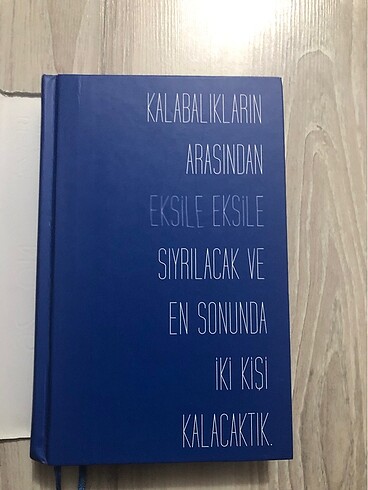 KALABALIKLARIN
ARASINDAN
EKSİLE EKSİLE
SIYRILACAK VE
EN SONUNDA
İKİ KİŞİ
KALACAKTIK.